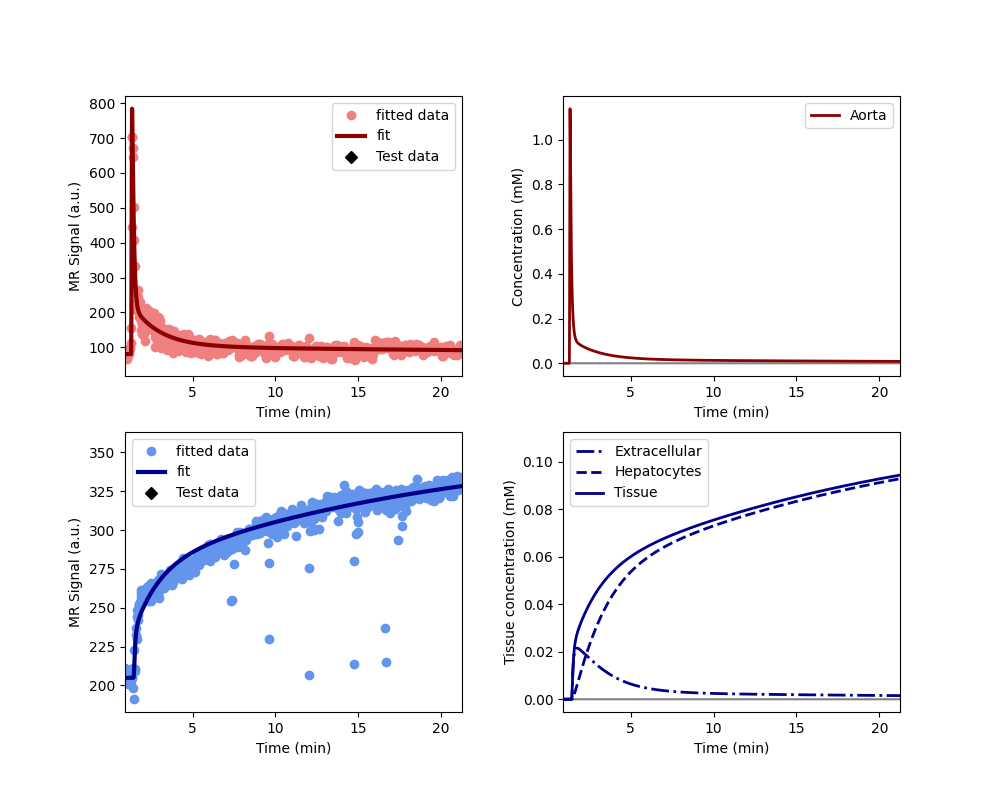 MR Signal (a.u.)
800
700
600
500
400
300
200
100
fitted data
fit
Test data
5
10
15
20
Time (min)
Concentration (mM)
1.0
0.8
0.6
0.4
0.2
0.0
Aorta
5
10
15
20
Time (min)
MR Signal (a.u.)
350
325
300
275
250
225
200
fitted data
fit
Test data
5
10
15
20
Time (min)
Tissue concentration (mM)
0.10
0.08
0.06
0.04
0.02
0.00
Extracellular
Hepatocytes
Tissue
5
10
15
20
Time (min)